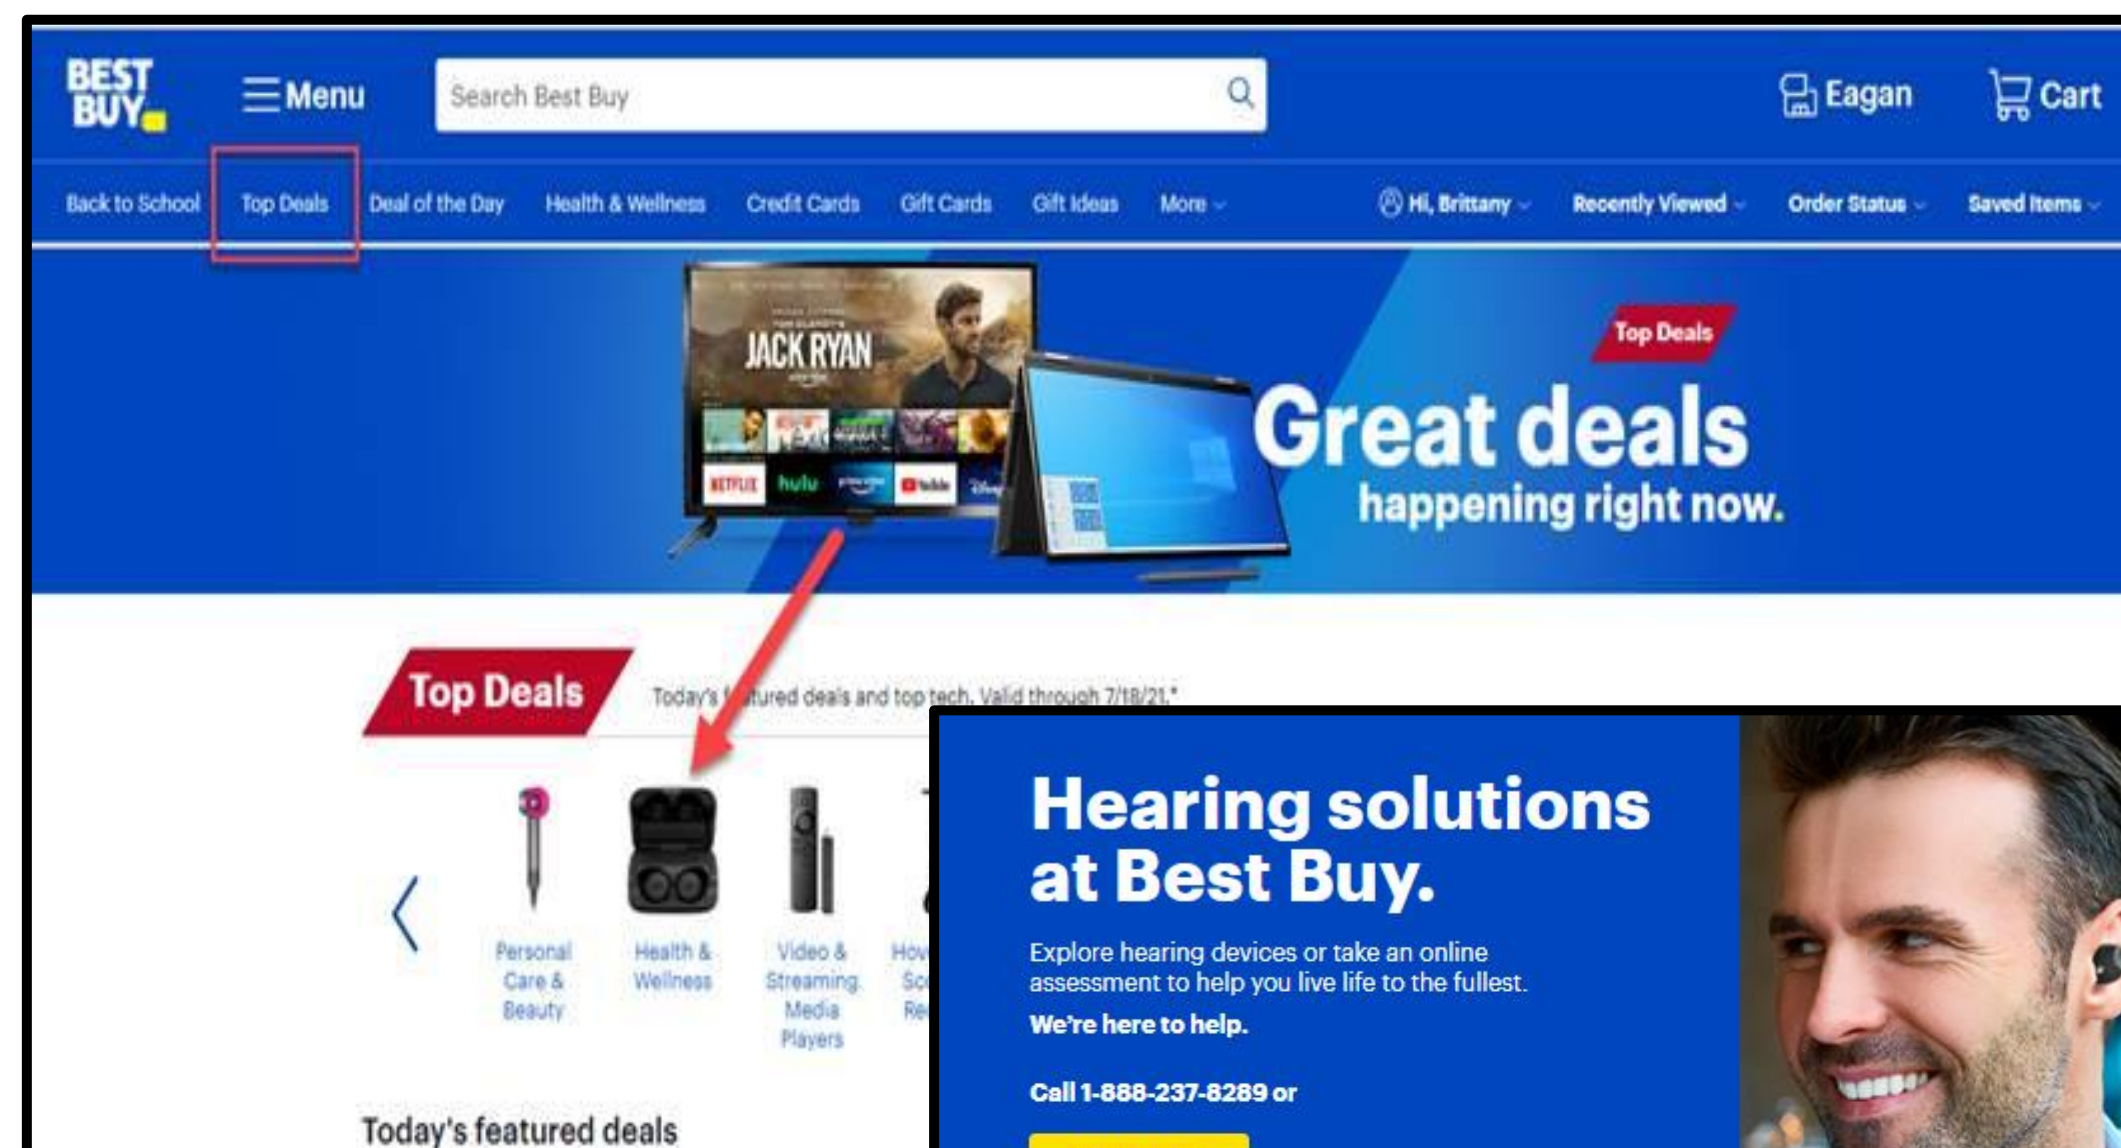 BEST
BUY
Menu
Search Best Buy
Eagan
Cart
Back to School
Top Deals
Deal of the Day
Health & Wellness
Credit Cards
Gift Cards
Gift Ideas
More
Hi, Brittany
Recently Viewed
Order Status
Saved Items
JACK RYAN
NETFLIX
hulu
prime video
YouTube
Top Deals
Great deals
happening right now.
Top Deals
Today's featured deals and top tech. Valid through 7/18/21.*
Personal
Care &
Beauty
Health &
Wellness
Video &
Streaming
Media
Players
Today's featured deals
Hearing solutions
at Best Buy.
Explore hearing devices or take an online
assessment to help you live life to the fullest.
We're here to help.
Call 1-888-237-8289 or